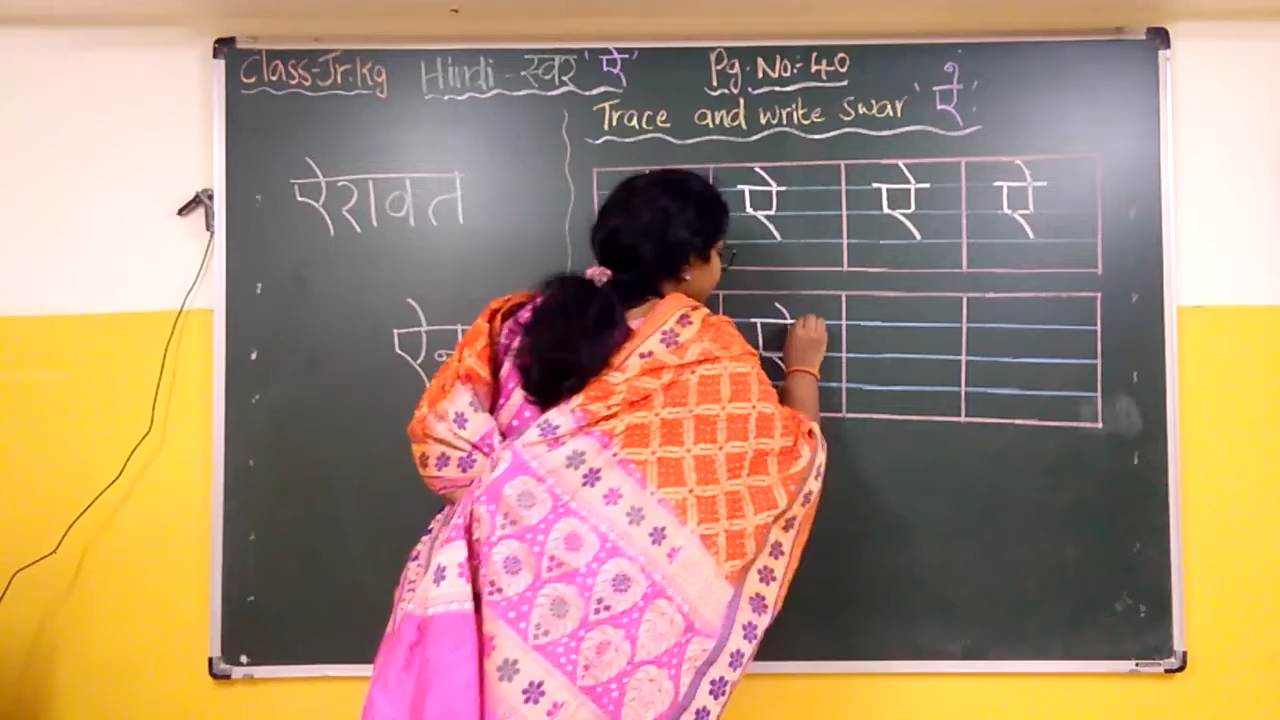 Class-Jr.kg Hindi-स्वर 'ऐ' Pg.No:-40
Trace and write swar 'ऐ'
ऐरावत
ऐ ऐ ऐ
ऐ